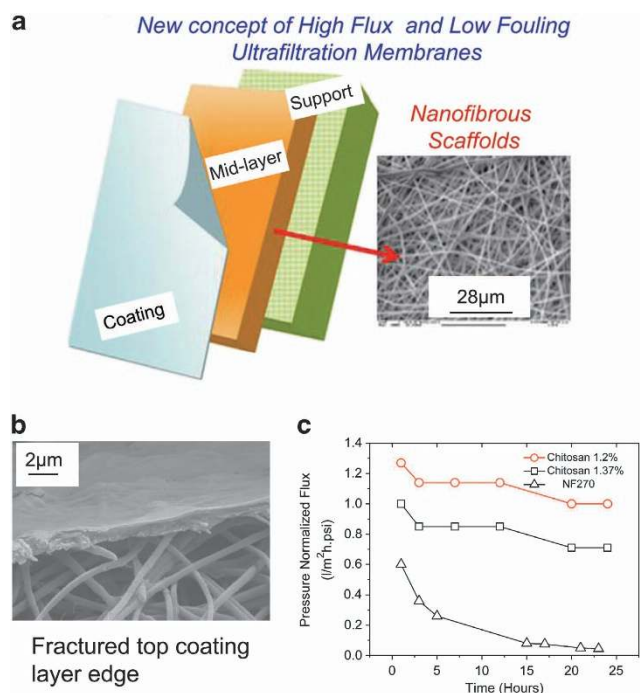 a
New concept of High Flux and Low Fouling
Ultrafiltration Membranes
Support
Nanofibrous
Scaffolds
Mid-layer
28μm
Coating
b
2μm
Fractured top coating
layer edge
c
Pressure Normalized Flux
(l/m²h.psi)
1.4
1.2
1.0
0.8
0.6
0.4
0.2
0.0
Chitosan 1.2%
Chitosan 1.37%
NF270
0 5 10 15 20 25
Time (Hours)